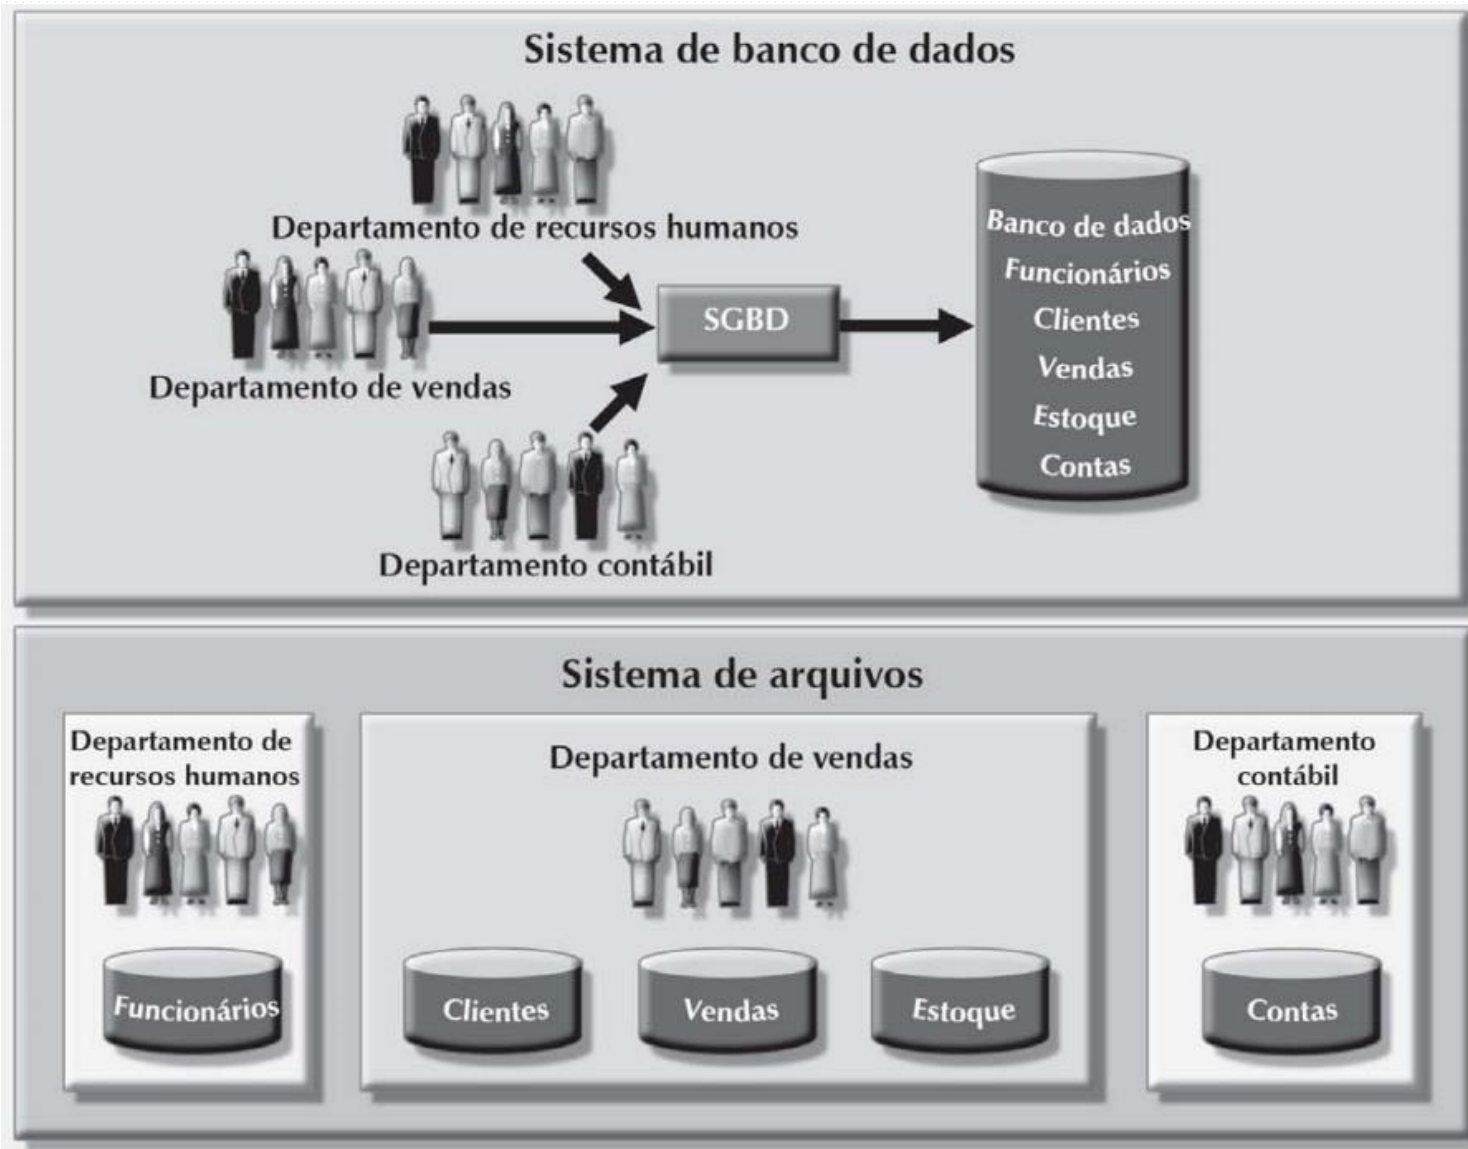 Sistema de banco de dados
Departamento de recursos humanos
Departamento de vendas
Departamento contábil
SGBD
Banco de dados
Funcionários
Clientes
Vendas
Estoque
Contas
Sistema de arquivos
Departamento de
recursos humanos
Funcionários
Departamento de vendas
Clientes
Vendas
Estoque
Departamento
contábil
Contas